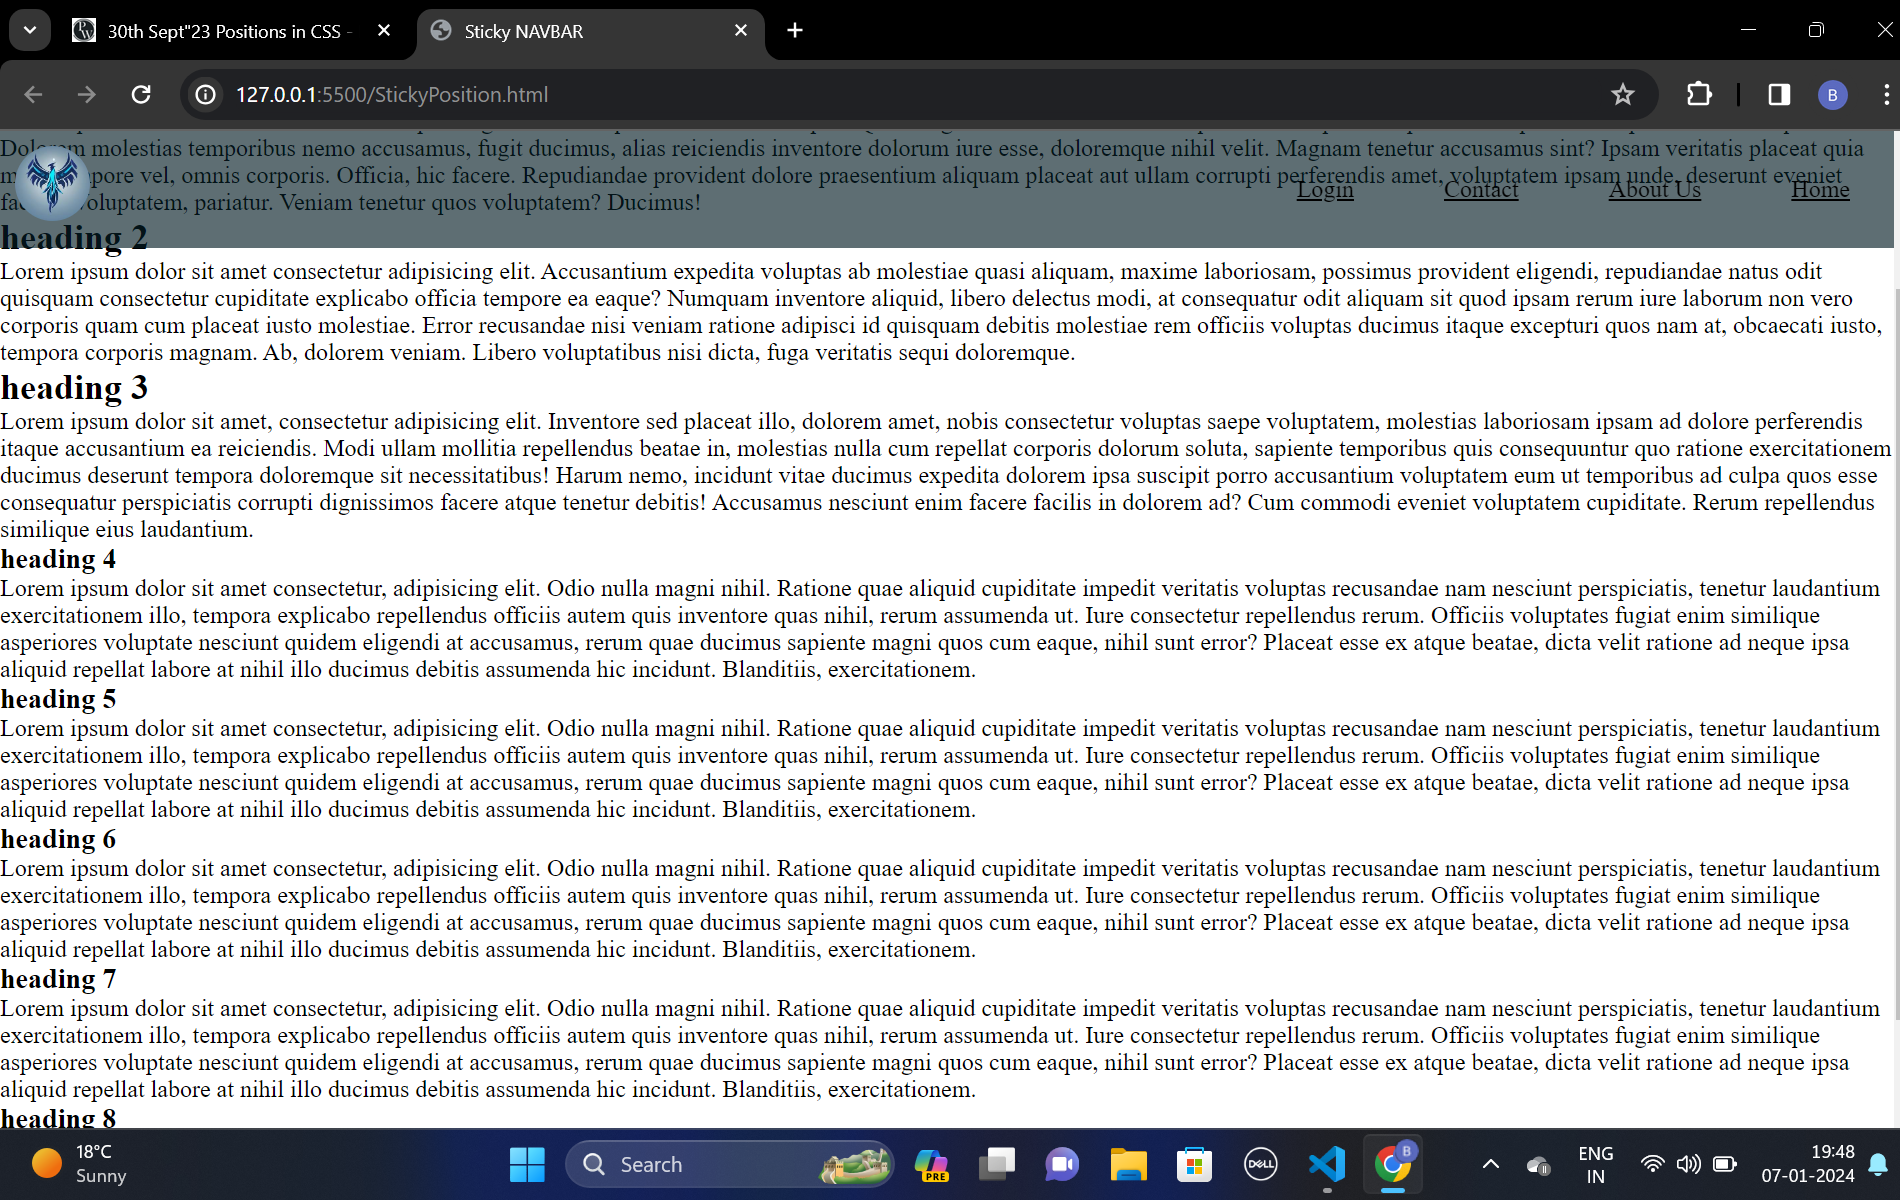 30th Sept"23 Positions in CSS -
Sticky NAVBAR
127.0.0.1:5500/StickyPosition.html
B
Dolorem molestias temporibus nemo accusamus, fugit ducimus, alias reiciendis inventore dolorum iure esse, doloremque nihil velit. Magnam tenetur accusamus sint? Ipsam veritatis placeat quia
pore vel, omnis corporis. Officia, hic facere. Repudiandae provident dolore praesentium aliquam placeat aut ullam corrupti perferendis amet, voluptatem ipsam unde, deserunt eveniet
voluptatem, pariatur. Veniam tenetur quos voluptatem? Ducimus!
Login Contact About Us Home
heading 2
Lorem ipsum dolor sit amet consectetur adipisicing elit. Accusantium expedita voluptas ab molestiae quasi aliquam, maxime laboriosam, possimus provident eligendi, repudiandae natus odit
quisquam consectetur cupiditate explicabo officia tempore ea eaque? Numquam inventore aliquid, libero delectus modi, at consequatur odit aliquam sit quod ipsam rerum iure laborum non vero
corporis quam cum placeat iusto molestiae. Error recusandae nisi veniam ratione adipisci id quisquam debitis molestiae rem officiis voluptas ducimus itaque excepturi quos nam at, obcaecati iusto,
tempora corporis magnam. Ab, dolorem veniam. Libero voluptatibus nisi dicta, fuga veritatis sequi doloremque.
heading 3
Lorem ipsum dolor sit amet, consectetur adipisicing elit. Inventore sed placeat illo, dolorem amet, nobis consectetur voluptas saepe voluptatem, molestias laboriosam ipsam ad dolore perferendis
itaque accusantium ea reiciendis. Modi ullam mollitia repellendus beatae in, molestias nulla cum repellat corporis dolorum soluta, sapiente temporibus quis consequuntur quo ratione exercitationem
ducimus deserunt tempora doloremque sit necessitatibus! Harum nemo, incidunt vitae ducimus expedita dolorem ipsa suscipit porro accusantium voluptatem eum ut temporibus ad culpa quos esse
consequatur perspiciatis corrupti dignissimos facere atque tenetur debitis! Accusamus nesciunt enim facere facilis in dolorem ad? Cum commodi eveniet voluptatem cupiditate. Rerum repellendus
similique eius laudantium.
heading 4
Lorem ipsum dolor sit amet consectetur, adipisicing elit. Odio nulla magni nihil. Ratione quae aliquid cupiditate impedit veritatis voluptas recusandae nam nesciunt perspiciatis, tenetur laudantium
exercitationem illo, tempora explicabo repellendus officiis autem quis inventore quas nihil, rerum assumenda ut. Iure consectetur repellendus rerum. Officiis voluptates fugiat enim similique
asperiores voluptate nesciunt quidem eligendi at accusamus, rerum quae ducimus sapiente magni quos cum eaque, nihil sunt error? Placeat esse ex atque beatae, dicta velit ratione ad neque ipsa
aliquid repellat labore at nihil illo ducimus debitis assumenda hic incidunt. Blanditiis, exercitationem.
heading 5
Lorem ipsum dolor sit amet consectetur, adipisicing elit. Odio nulla magni nihil. Ratione quae aliquid cupiditate impedit veritatis voluptas recusandae nam nesciunt perspiciatis, tenetur laudantium
exercitationem illo, tempora explicabo repellendus officiis autem quis inventore quas nihil, rerum assumenda ut. Iure consectetur repellendus rerum. Officiis voluptates fugiat enim similique
asperiores voluptate nesciunt quidem eligendi at accusamus, rerum quae ducimus sapiente magni quos cum eaque, nihil sunt error? Placeat esse ex atque beatae, dicta velit ratione ad neque ipsa
aliquid repellat labore at nihil illo ducimus debitis assumenda hic incidunt. Blanditiis, exercitationem.
heading 6
Lorem ipsum dolor sit amet consectetur, adipisicing elit. Odio nulla magni nihil. Ratione quae aliquid cupiditate impedit veritatis voluptas recusandae nam nesciunt perspiciatis, tenetur laudantium
exercitationem illo, tempora explicabo repellendus officiis autem quis inventore quas nihil, rerum assumenda ut. Iure consectetur repellendus rerum. Officiis voluptates fugiat enim similique
asperiores voluptate nesciunt quidem eligendi at accusamus, rerum quae ducimus sapiente magni quos cum eaque, nihil sunt error? Placeat esse ex atque beatae, dicta velit ratione ad neque ipsa
aliquid repellat labore at nihil illo ducimus debitis assumenda hic incidunt. Blanditiis, exercitationem.
heading 7
Lorem ipsum dolor sit amet consectetur, adipisicing elit. Odio nulla magni nihil. Ratione quae aliquid cupiditate impedit veritatis voluptas recusandae nam nesciunt perspiciatis, tenetur laudantium
exercitationem illo, tempora explicabo repellendus officiis autem quis inventore quas nihil, rerum assumenda ut. Iure consectetur repellendus rerum. Officiis voluptates fugiat enim similique
asperiores voluptate nesciunt quidem eligendi at accusamus, rerum quae ducimus sapiente magni quos cum eaque, nihil sunt error? Placeat esse ex atque beatae, dicta velit ratione ad neque ipsa
aliquid repellat labore at nihil illo ducimus debitis assumenda hic incidunt. Blanditiis, exercitationem.
heading 8
18°C
Sunny
Search
PRE
DELL
B
ENG
IN
19:48
07-01-2024